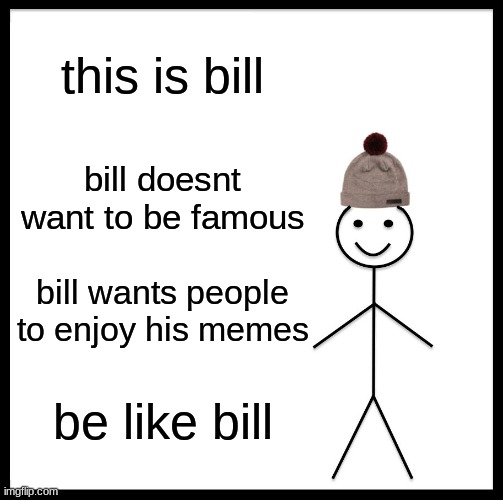 this is bill
bill doesnt
want to be famous
bill wants people
to enjoy his memes
be like bill
imgflip.com